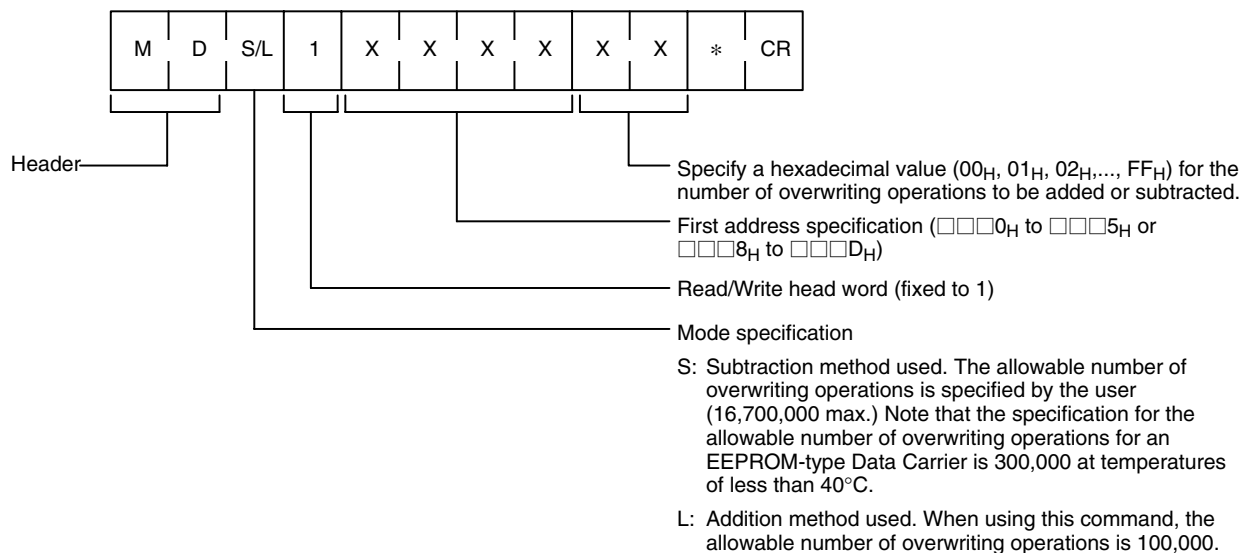 M D S/L 1 X X X X X X * CR
Header
Specify a hexadecimal value (00H, 01H, 02H,..., FFH) for the
number of overwriting operations to be added or subtracted.
First address specification (□□□0H to □□□5H or
□□□8H to □□□DH)
Read/Write head word (fixed to 1)
Mode specification
S: Subtraction method used. The allowable number of
overwriting operations is specified by the user
(16,700,000 max.) Note that the specification for the
allowable number of overwriting operations for an
EEPROM-type Data Carrier is 300,000 at temperatures
of less than 40°C.
L: Addition method used. When using this command, the
allowable number of overwriting operations is 100,000.